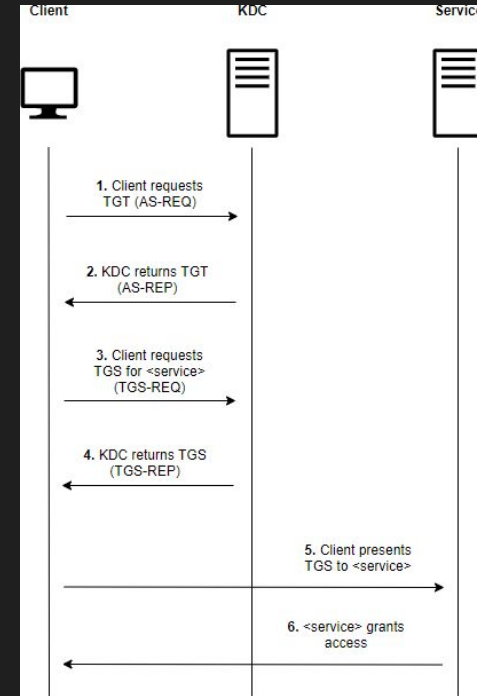 Client KDC Service
1. Client requests
TGT (AS-REQ)
2. KDC returns TGT
(AS-REP)
3. Client requests
TGS for <service>
(TGS-REQ)
4. KDC returns TGS
(TGS-REP)
5. Client presents
TGS to <service>
6. <service> grants
access